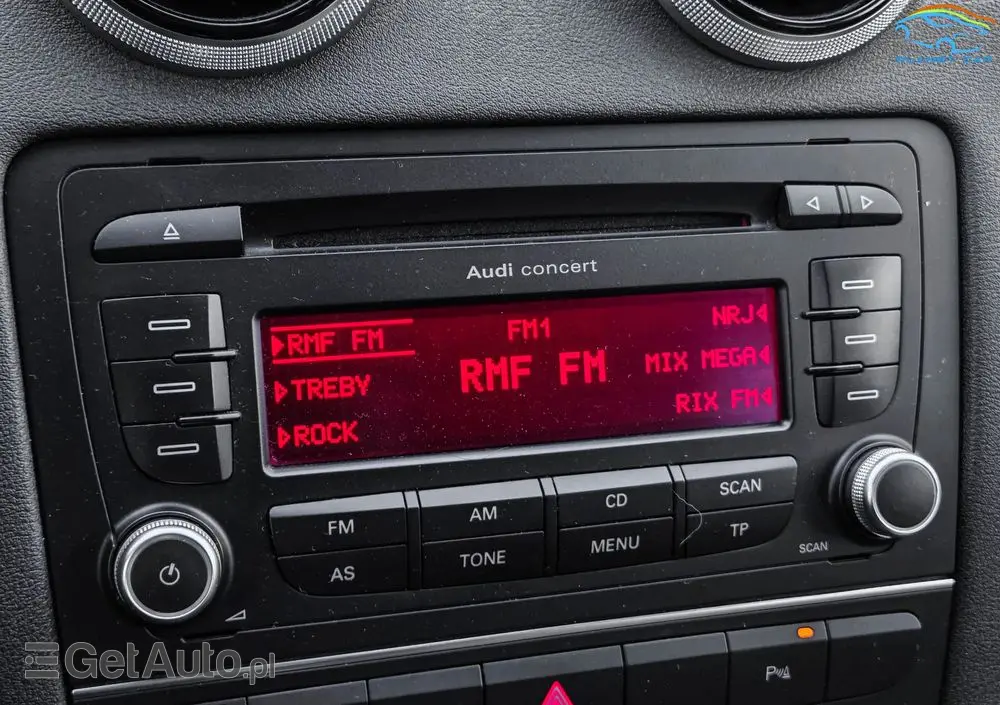 Audi concert
RMF FM
FM1
NRJ
TREBY
RMF FM
MIX MEGA
ROCK
RIX FM
FM
AM
CD
SCAN
AS
TONE
MENU
TP
SCAN
P
GetAuto.pl